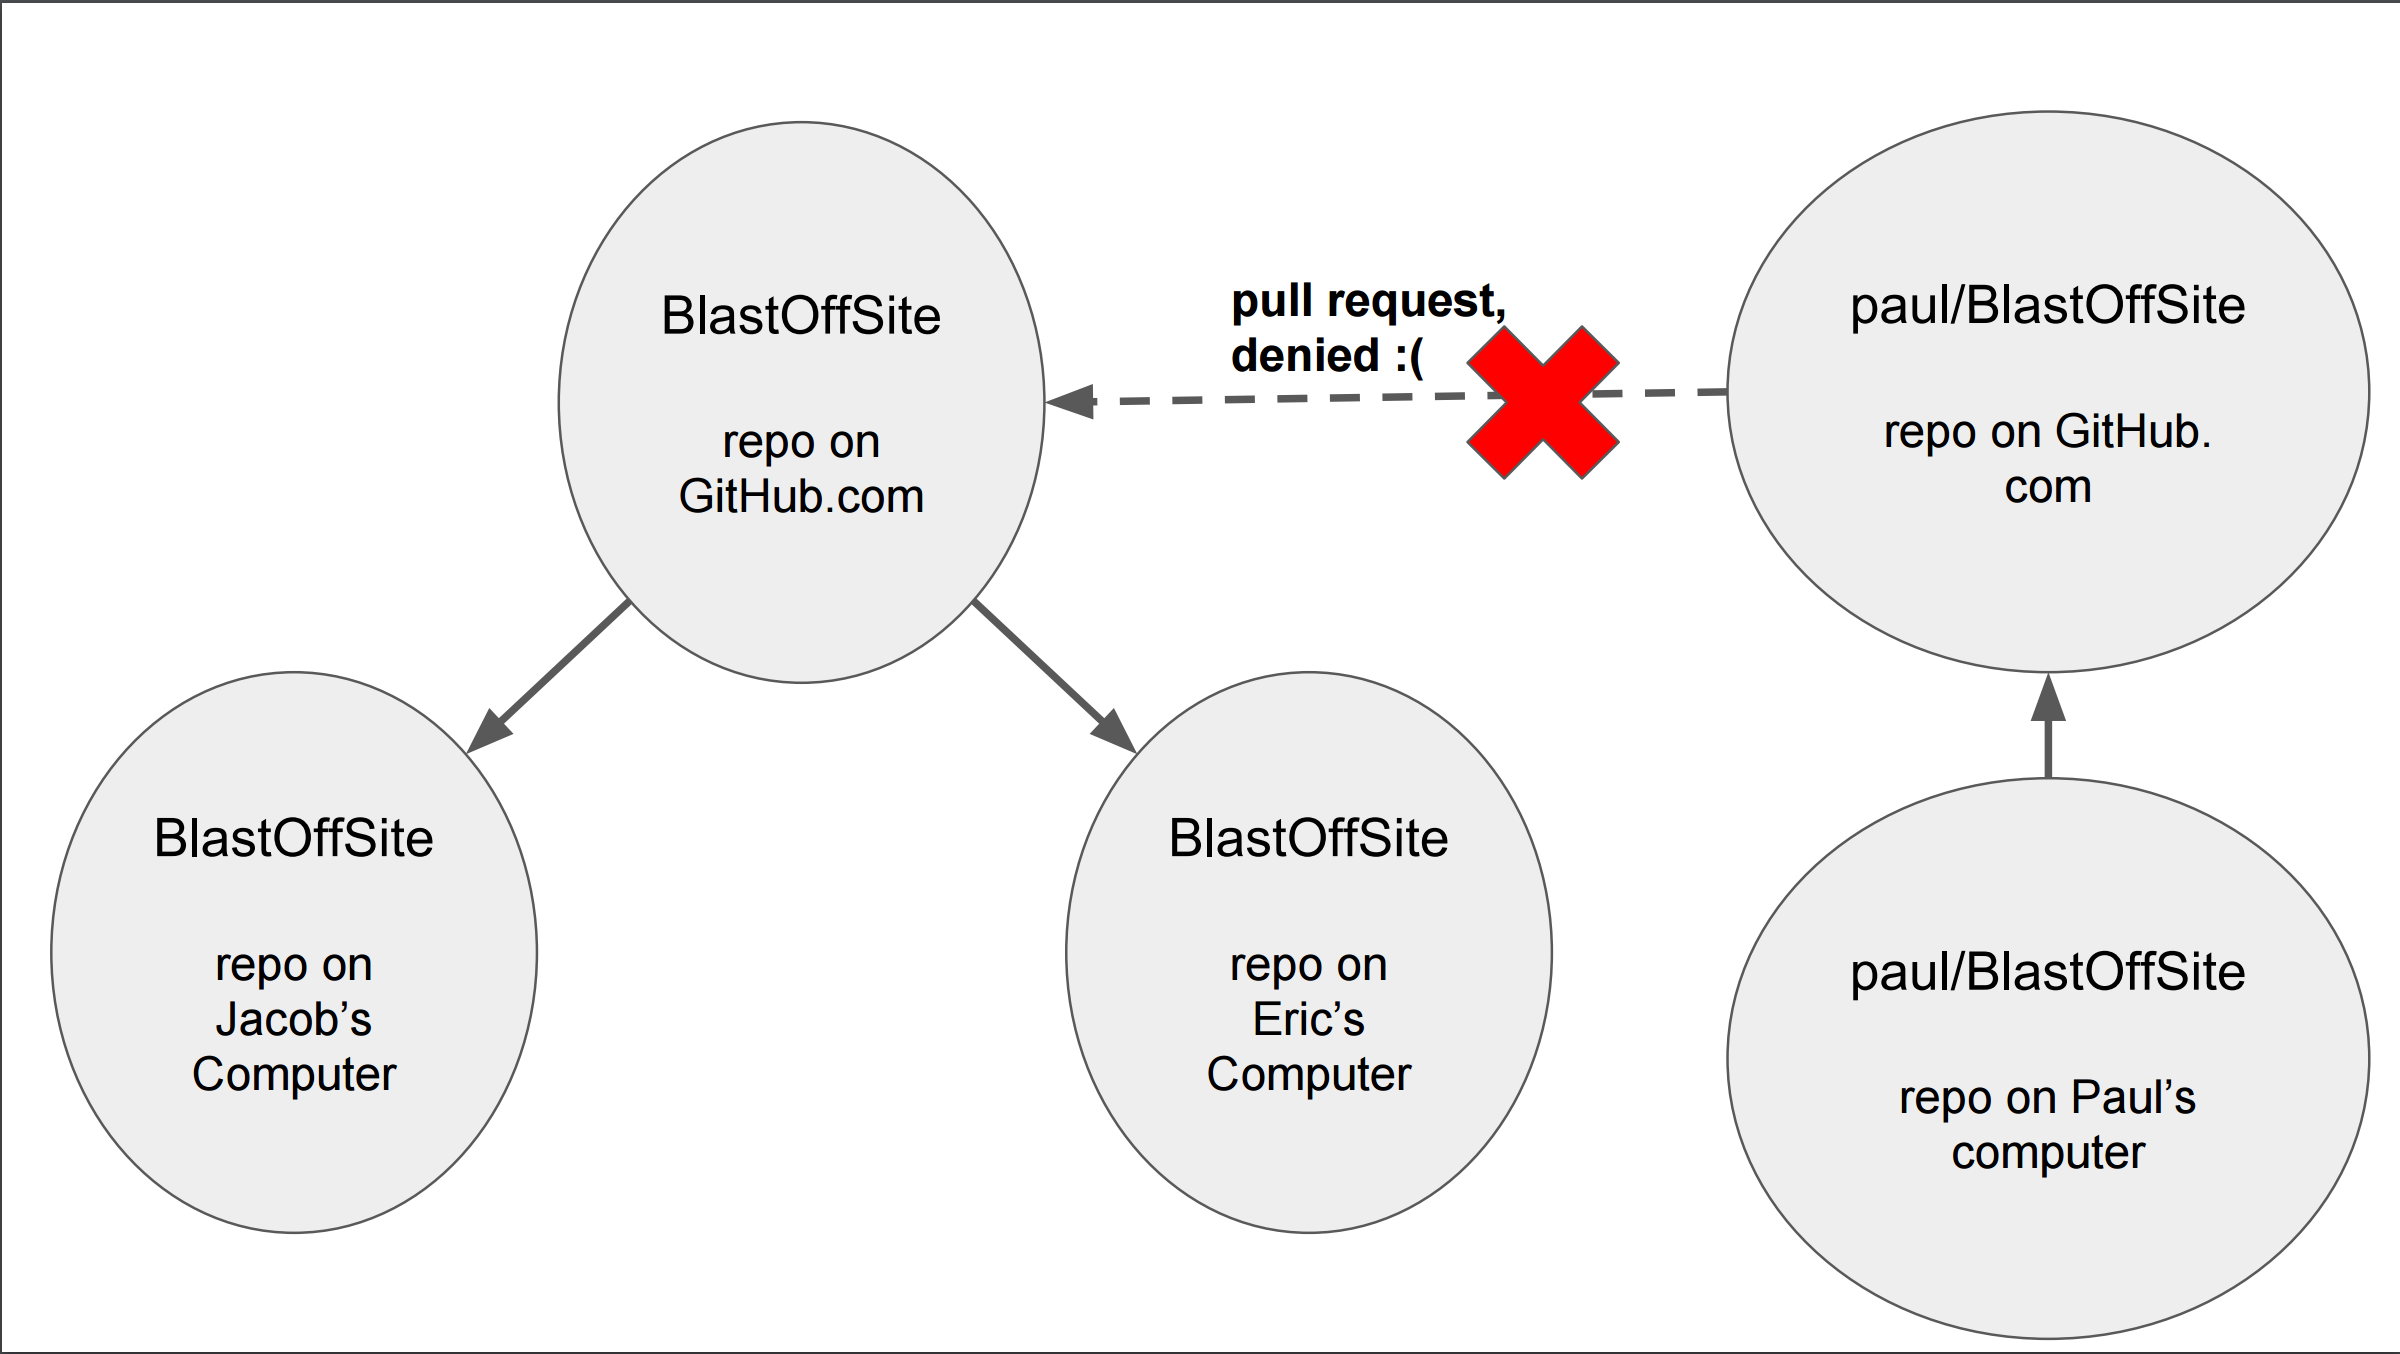 BlastOffSite
repo on
GitHub.com
pull request,
denied :(
paul/BlastOffSite
repo on GitHub.
com
BlastOffSite
repo on
Jacob’s
Computer
BlastOffSite
repo on
Eric’s
Computer
paul/BlastOffSite
repo on Paul’s
computer